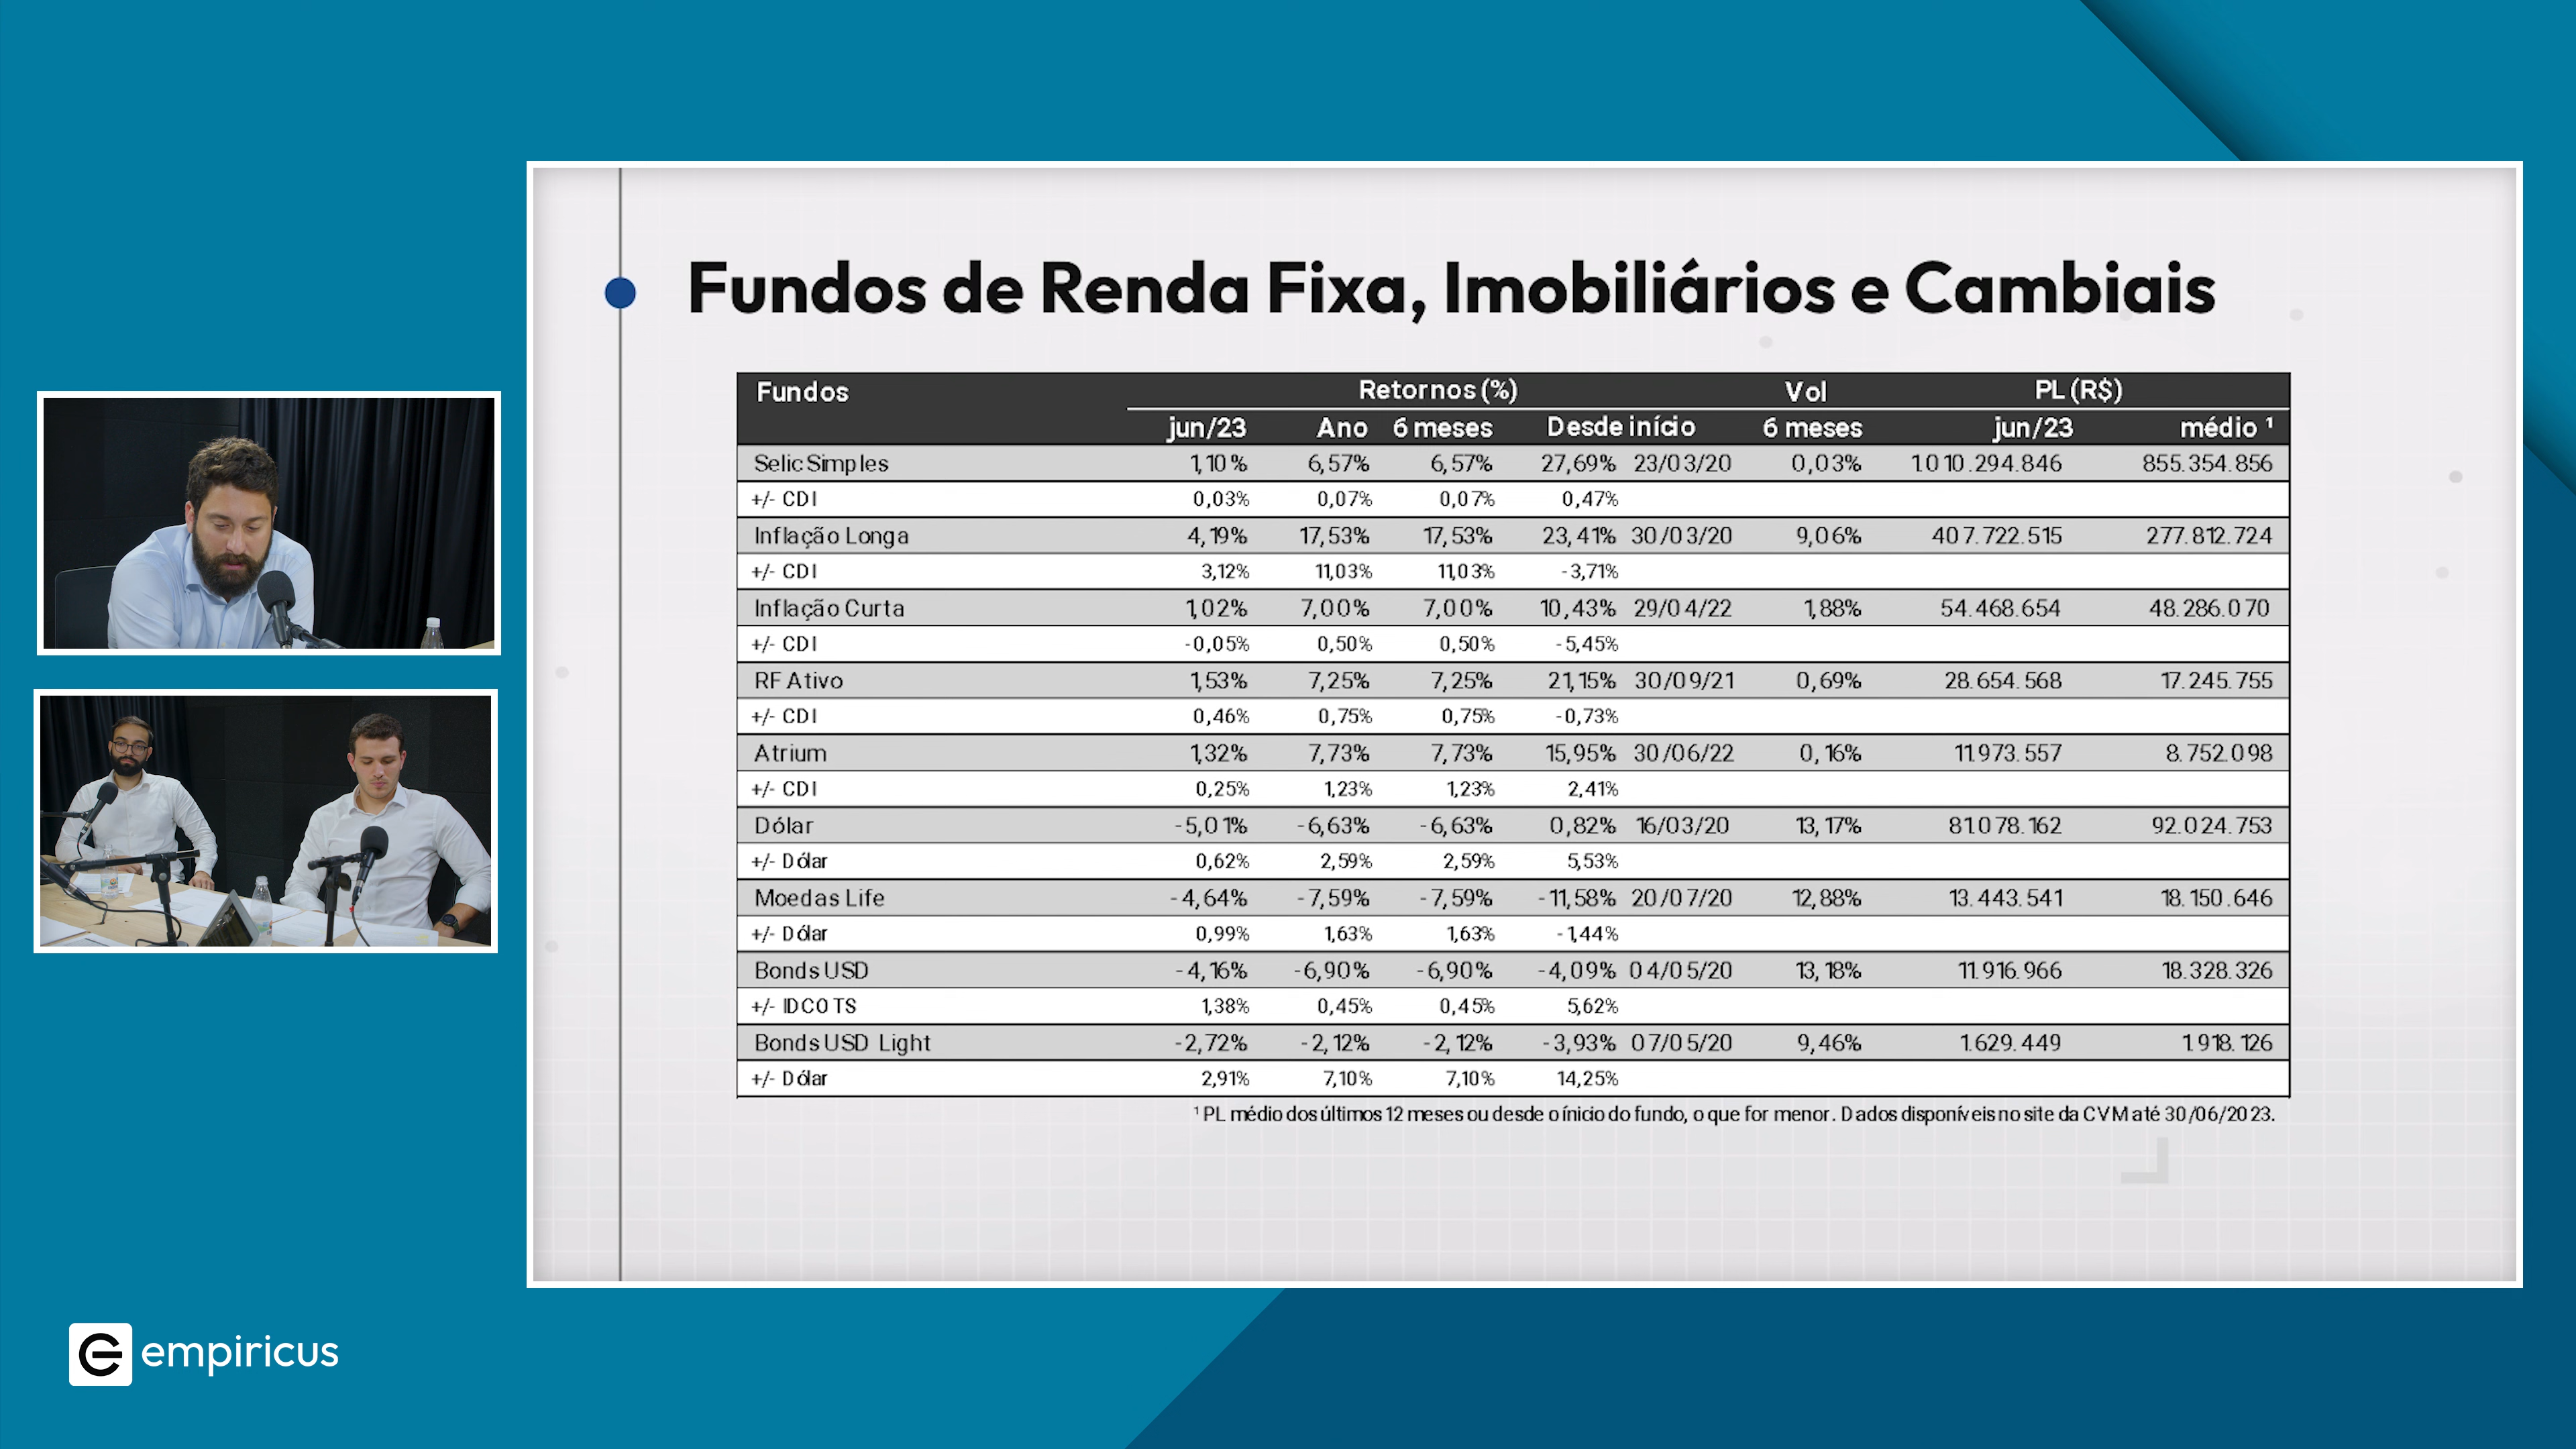 Fundos de Renda Fixa, Imobiliários e Cambiais
Fundos Retornos (%) Vol PL (R$)
jun/23 Ano 6 meses Desde início 6 meses jun/23 médio ¹
Selic Simples 1,10% 6,57% 6,57% 27,69% 23/03/20 0,03% 1.010.294.846 855.354.856
+/- CDI 0,03% 0,07% 0,07% 0,47%
Inflação Longa 4,19% 17,53% 17,53% 23,41% 30/03/20 9,06% 407.722.515 277.812.724
+/- CDI 3,12% 11,03% 11,03% -3,71%
Inflação Curta 1,02% 7,00% 7,00% 10,43% 29/04/22 1,88% 54.468.654 48.286.070
+/- CDI -0,05% 0,50% 0,50% -5,45%
RF Ativo 1,53% 7,25% 7,25% 21,15% 30/09/21 0,69% 28.654.568 17.245.755
+/- CDI 0,46% 0,75% 0,75% -0,73%
Atrium 1,32% 7,73% 7,73% 15,95% 30/06/22 0,16% 11.973.557 8.752.098
+/- CDI 0,25% 1,23% 1,23% 2,41%
Dólar -5,01% -6,63% -6,63% 0,82% 16/03/20 13,17% 81.078.162 92.024.753
+/- Dólar 0,62% 2,59% 2,59% 5,53%
Moedas Life -4,64% -7,59% -7,59% -11,58% 20/07/20 12,88% 13.443.541 18.150.646
+/- Dólar 0,99% 1,63% 1,63% -1,44%
Bonds USD -4,16% -6,90% -6,90% -4,09% 04/05/20 13,18% 11.916.966 18.328.326
+/- IDCOTS 1,38% 0,45% 0,45% 5,62%
Bonds USD Light -2,72% -2,12% -2,12% -3,93% 07/05/20 9,46% 1.629.449 1.918.126
+/- Dólar 2,91% 7,10% 7,10% 14,25%
¹ PL médio dos últimos 12 meses ou desde o ínicio do fundo, o que for menor. Dados disponíveis no site da CVM até 30/06/2023.
empiricus